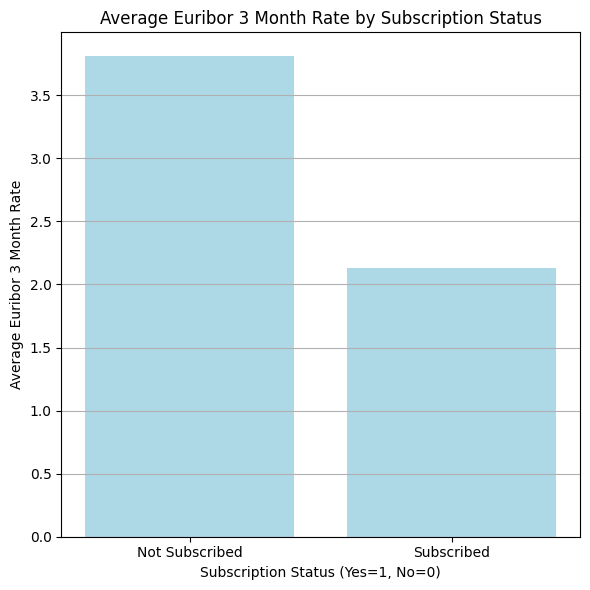 Average Euribor 3 Month Rate by Subscription Status
Average Euribor 3 Month Rate
3.5
3.0
2.5
2.0
1.5
1.0
0.5
0.0
Not Subscribed
Subscribed
Subscription Status (Yes=1, No=0)